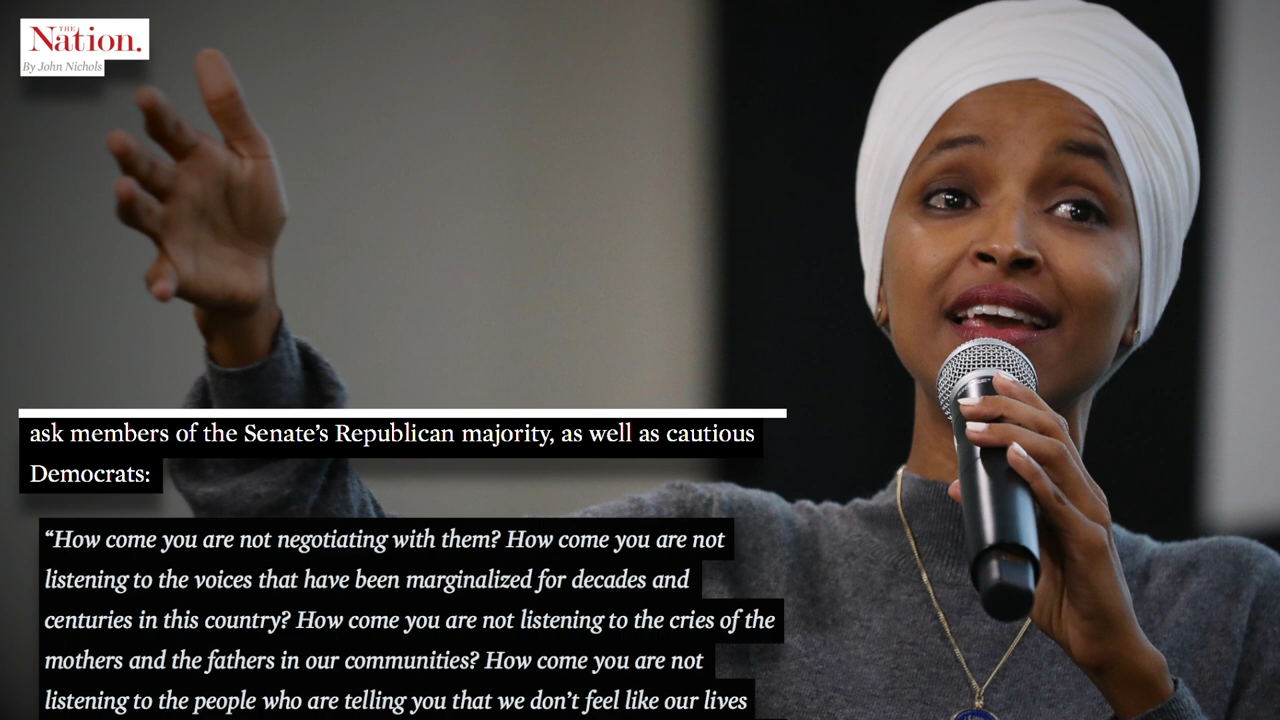 THE
Nation.
By John Nichols
ask members of the Senate's Republican majority, as well as cautious
Democrats:
“How come you are not negotiating with them? How come you are not
listening to the voices that have been marginalized for decades and
centuries in this country? How come you are not listening to the cries of the
mothers and the fathers in our communities? How come you are not
listening to the people who are telling you that we don't feel like our lives